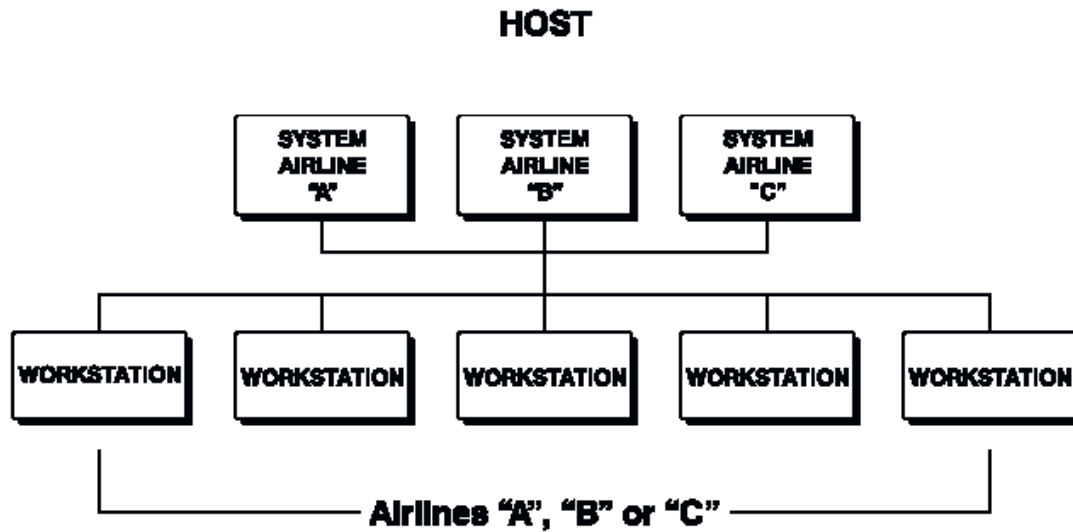 HOST
SYSTEM
AIRLINE
"A"
SYSTEM
AIRLINE
"B"
SYSTEM
AIRLINE
"C"
WORKSTATION
WORKSTATION
WORKSTATION
WORKSTATION
WORKSTATION
Airlines “A”, “B” or “C”